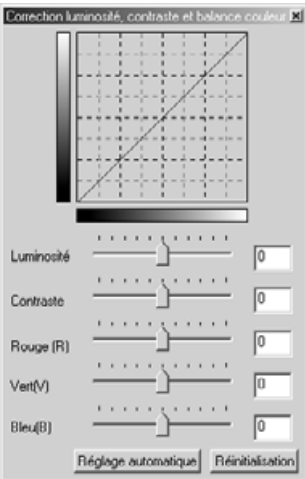 Correction luminosité, contraste et balance couleur
Luminosité 0
Contraste 0
Rouge (R) 0
Vert(V) 0
Bleu(B) 0
Réglage automatique Réinitialisation